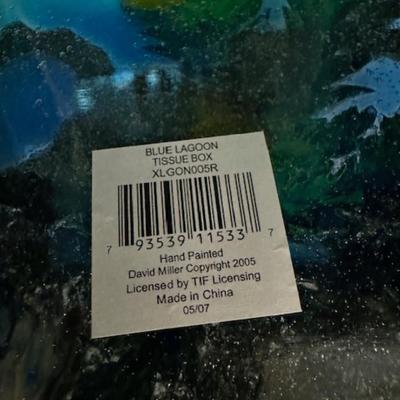 BLUE LAGOON
TISSUE BOX
XLGON005R
7 93539 11533 7
Hand Painted
David Miller Copyright 2005
Licensed by TIF Licensing
Made in China
05/07